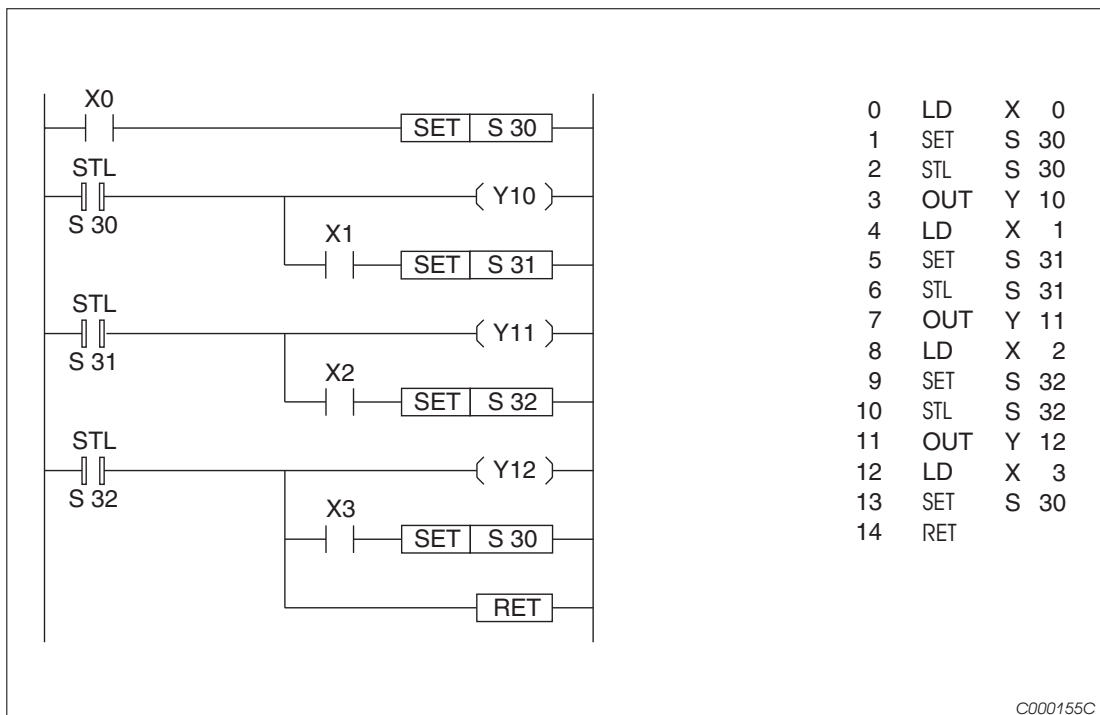 X0
SET S 30
STL
S 30
Y10
X1
SET S 31
STL
S 31
Y11
X2
SET S 32
STL
S 32
Y12
X3
SET S 30
RET
0 LD X 0
1 SET S 30
2 STL S 30
3 OUT Y 10
4 LD X 1
5 SET S 31
6 STL S 31
7 OUT Y 11
8 LD X 2
9 SET S 32
10 STL S 32
11 OUT Y 12
12 LD X 3
13 SET S 30
14 RET
C000155C